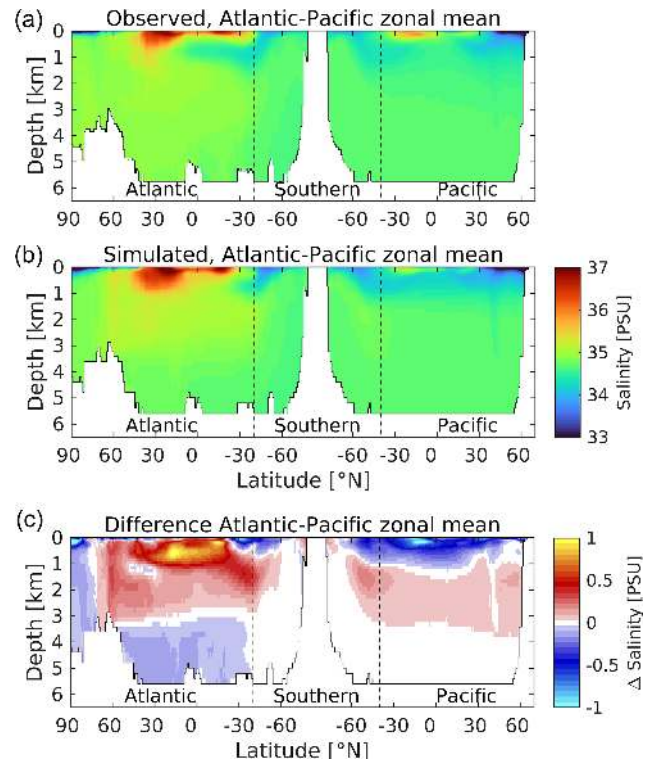 (a) Observed, Atlantic-Pacific zonal mean
0
1
2
3
4
5
6
Depth [km]
Atlantic Southern Pacific
90 60 30 0 -30 -60 -60 -30 0 30 60
(b) Simulated, Atlantic-Pacific zonal mean
0
1
2
3
4
5
6
Depth [km]
Atlantic Southern Pacific
90 60 30 0 -30 -60 -60 -30 0 30 60
Latitude [°N]
37
36
35
34
33
Salinity [PSU]
(c) Difference Atlantic-Pacific zonal mean
0
1
2
3
4
5
6
Depth [km]
Atlantic Southern Pacific
90 60 30 0 -30 -60 -60 -30 0 30 60
Latitude [°N]
1
0.5
0
-0.5
-1
Δ Salinity [PSU]